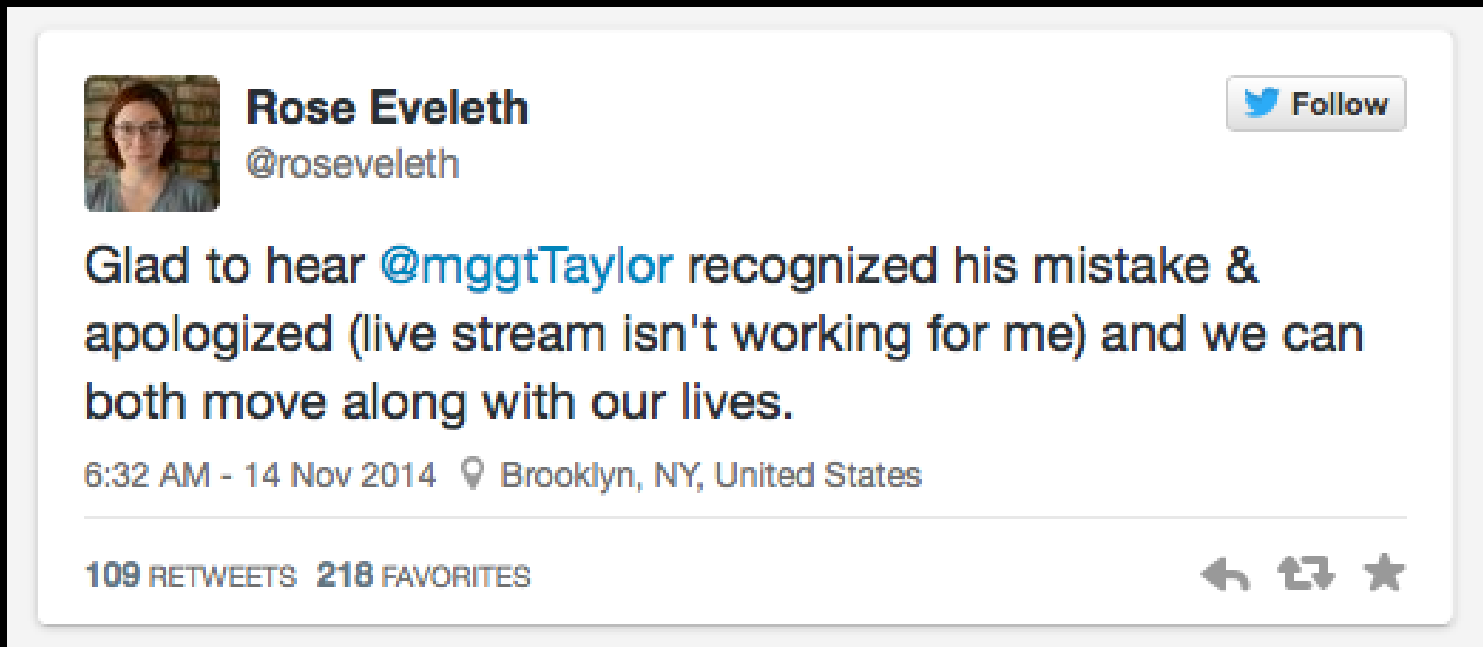 Rose Eveleth
Follow
@roseveleth
Glad to hear @mggtTaylor recognized his mistake &
apologized (live stream isn't working for me) and we can
both move along with our lives.
6:32 AM - 14 Nov 2014 Brooklyn, NY, United States
109 RETWEETS 218 FAVORITES